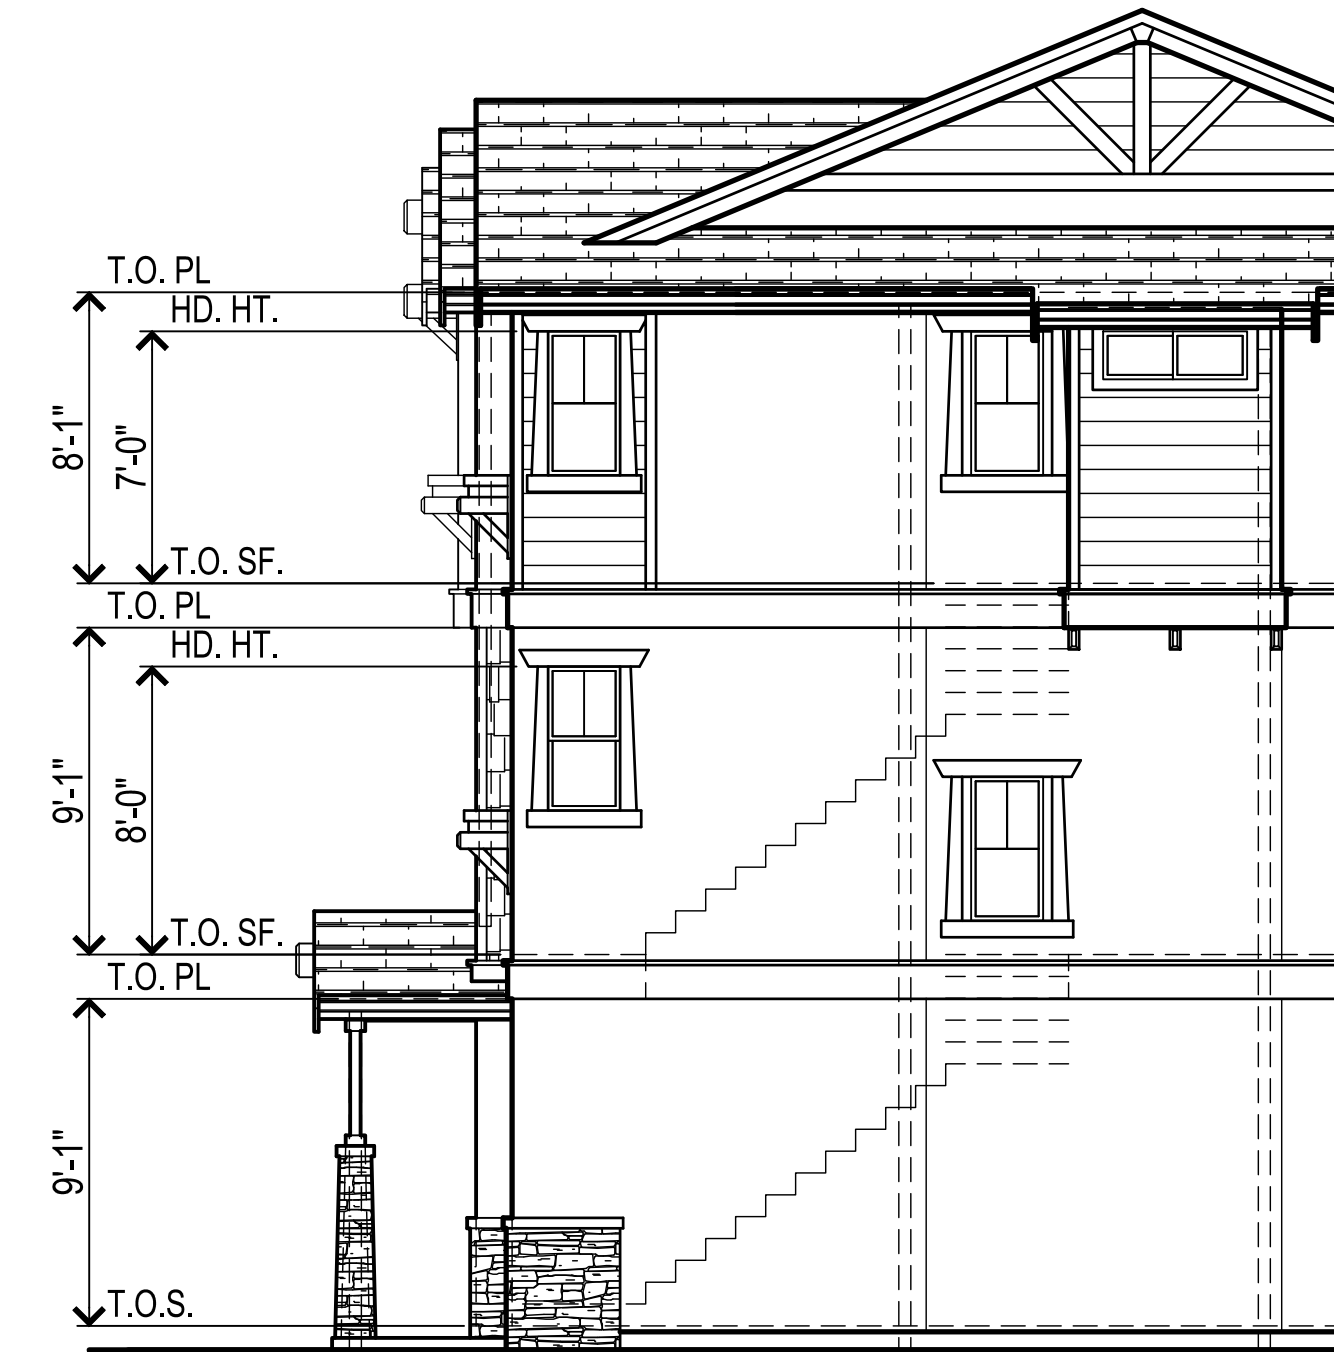 T.O. PL
HD. HT.
8'-1"
7'-0"
T.O. SF.
T.O. PL
HD. HT.
9'-1"
8'-0"
T.O. SF.
T.O. PL
9'-1"
T.O.S.